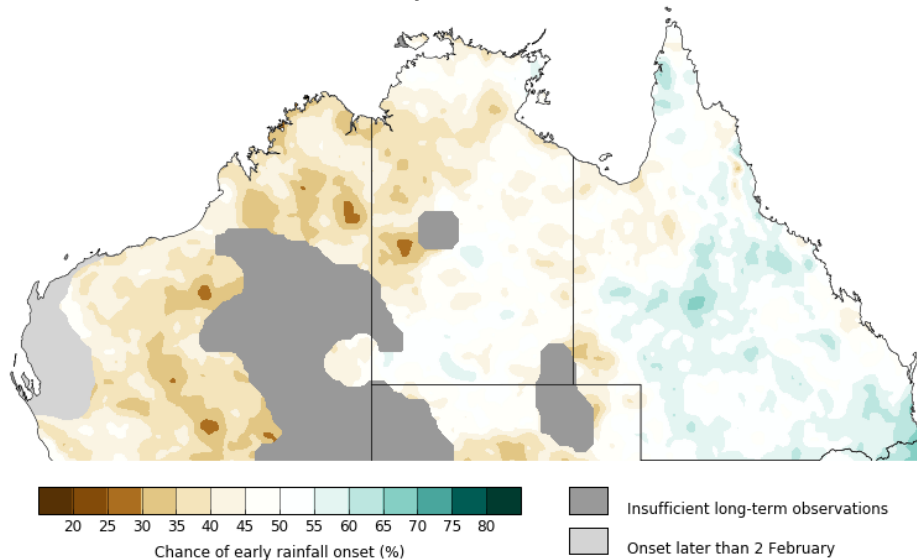 20 25 30 35 40 45 50 55 60 65 70 75 80
Chance of early rainfall onset (%)
Insufficient long-term observations
Onset later than 2 February